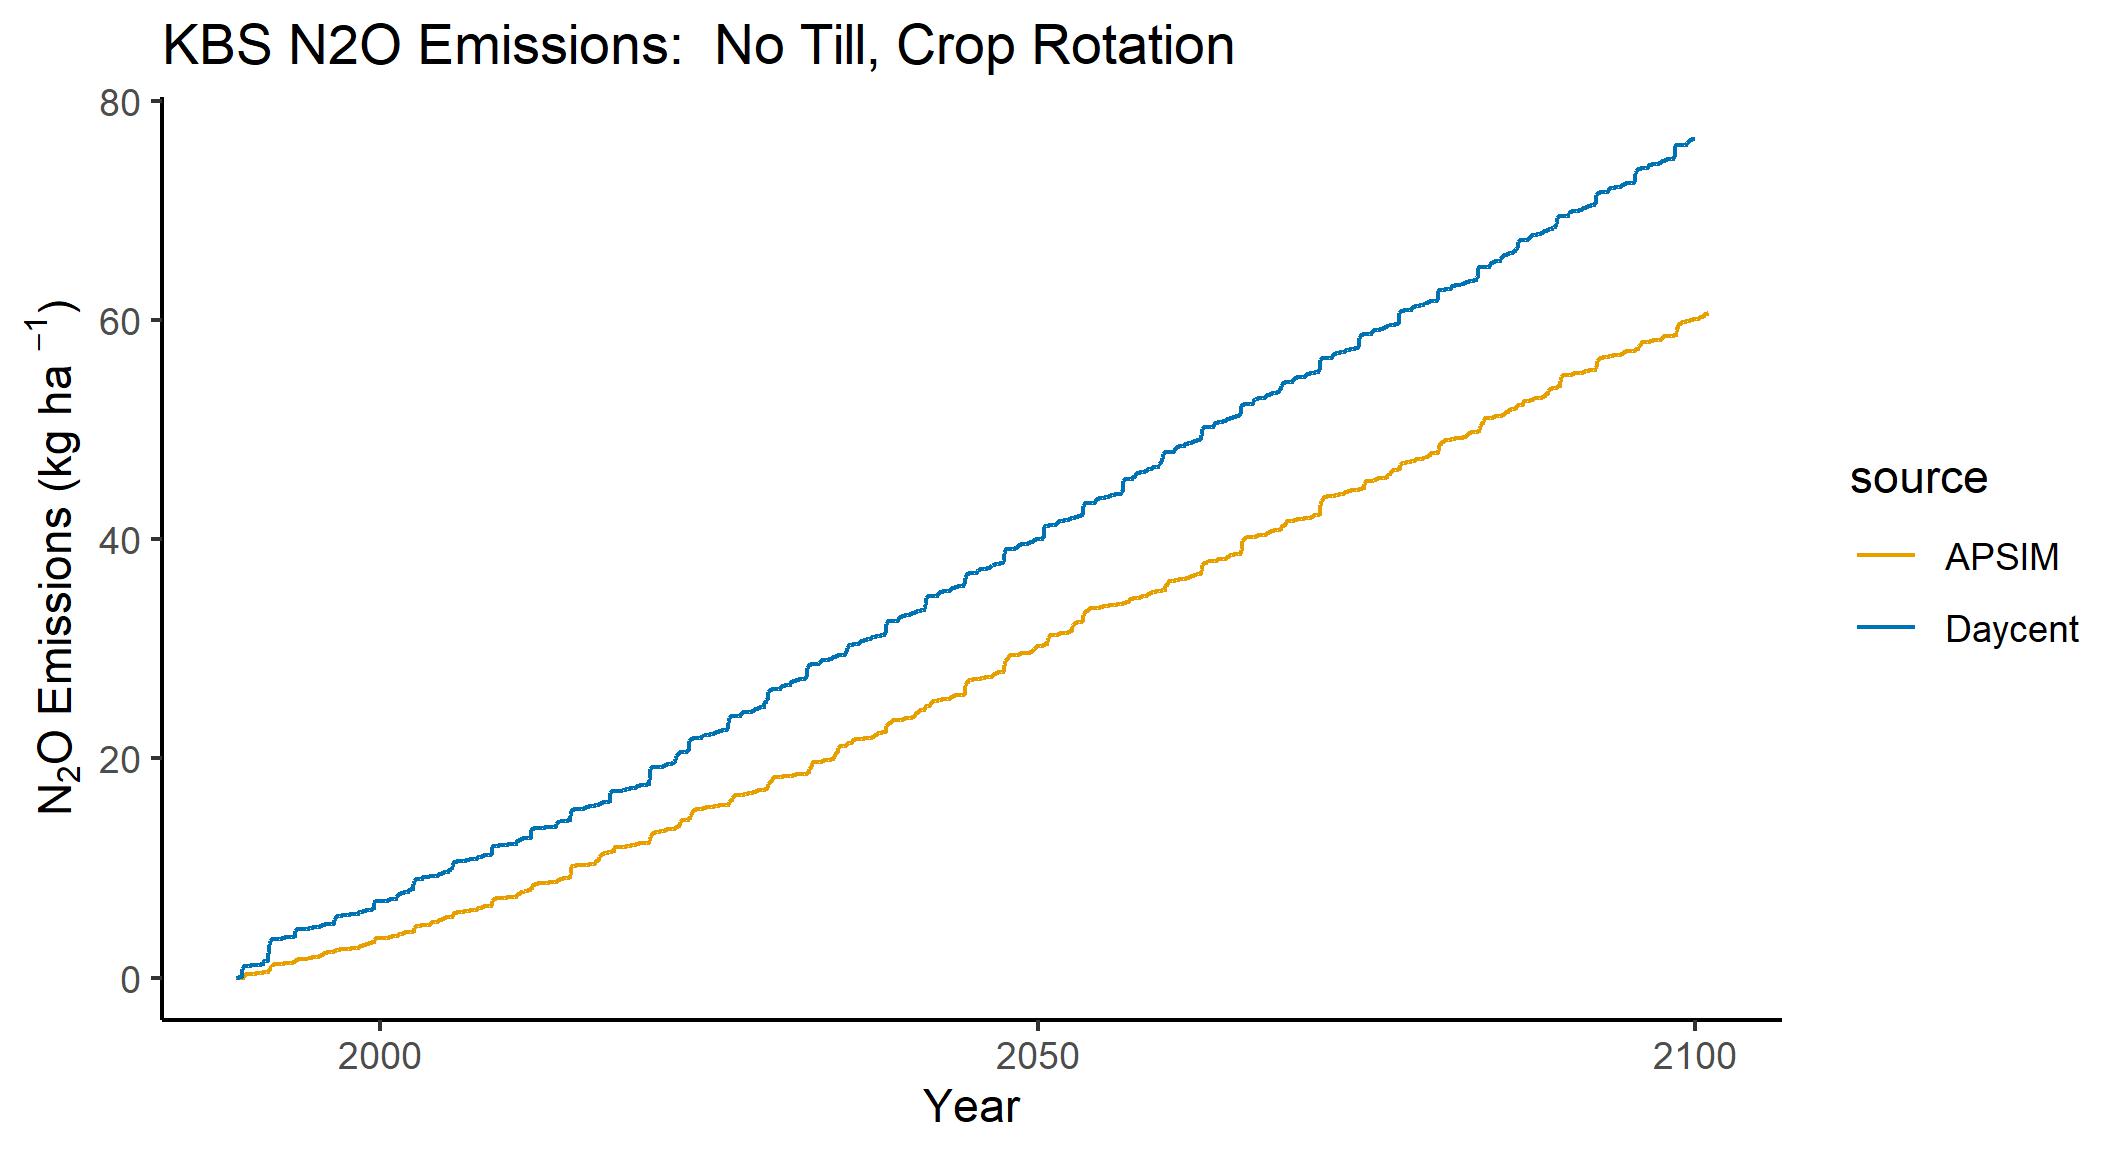 KBS N2O Emissions:  No Till, Crop Rotation
N₂O Emissions (kg ha ⁻¹)
80
60
40
20
0
2000 2050 2100
Year
source
APSIM
Daycent